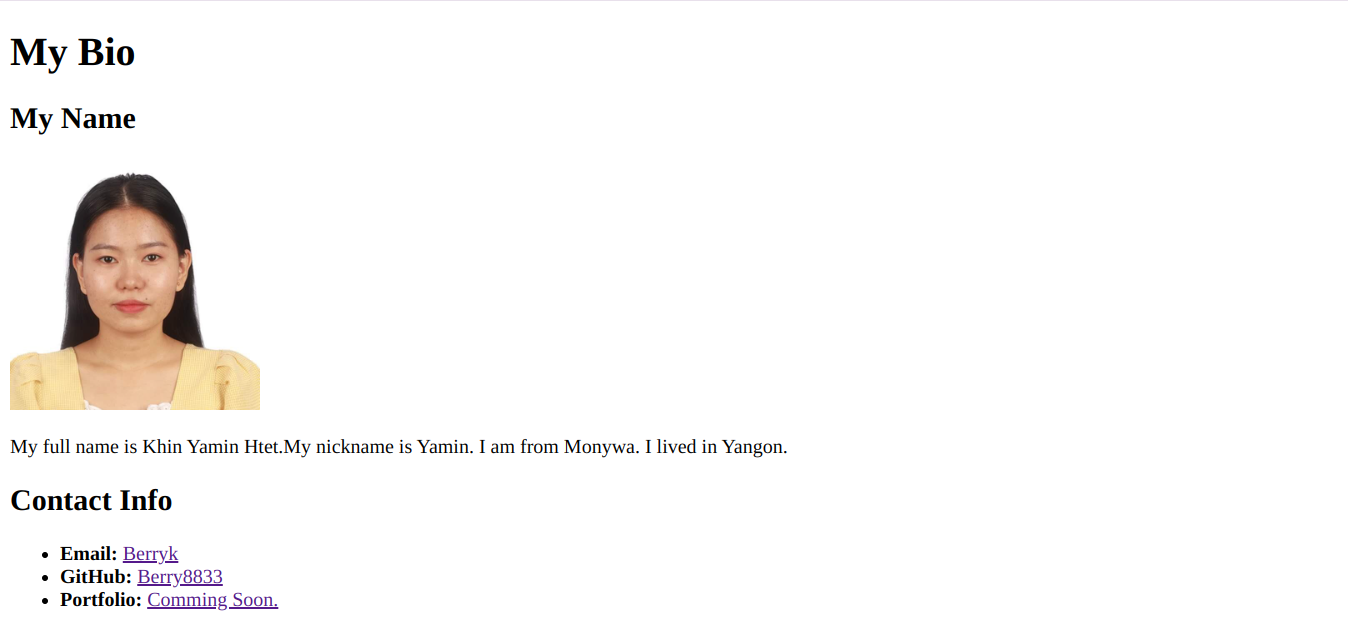 My Bio
My Name
My full name is Khin Yamin Htet.My nickname is Yamin. I am from Monywa. I lived in Yangon.
Contact Info
Email: Berryk
GitHub: Berry8833
Portfolio: Comming Soon.